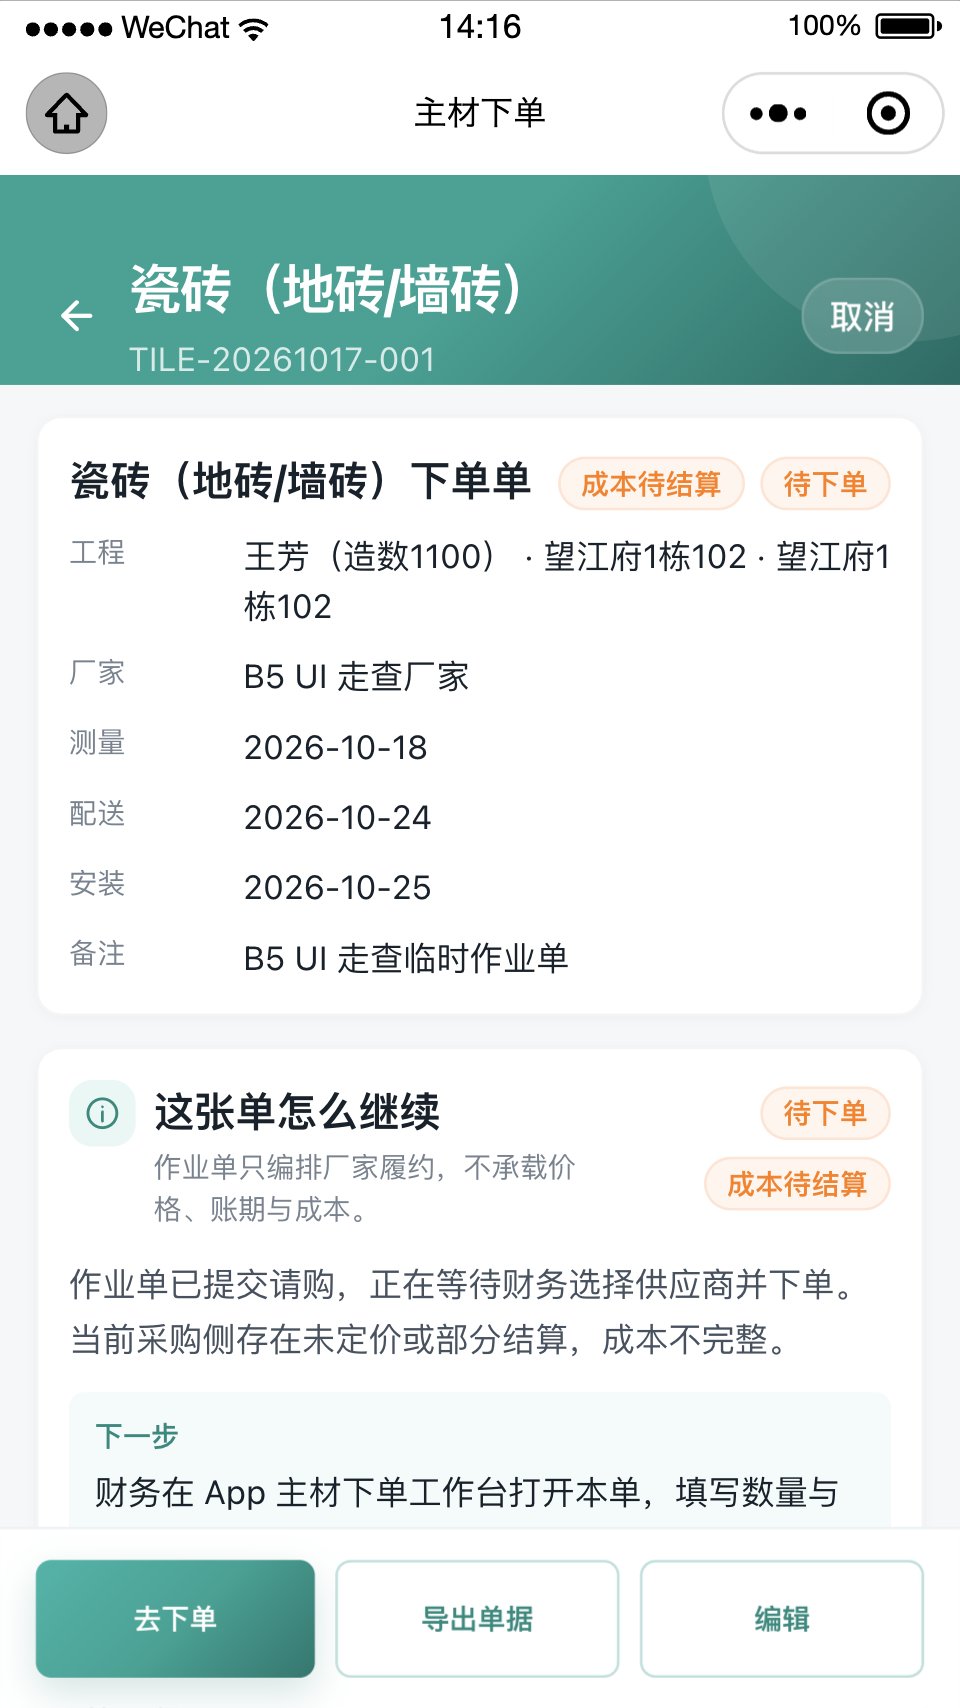 WeChat 14:16 100%
主材下单
瓷砖（地砖/墙砖）
TILE-20261017-001
取消
瓷砖（地砖/墙砖）下单单 成本待结算 待下单
工程 王芳（造数1100） · 望江府1栋102 · 望江府1
栋102
厂家 B5 UI 走查厂家
测量 2026-10-18
配送 2026-10-24
安装 2026-10-25
备注 B5 UI 走查临时作业单
这张单怎么继续 待下单
作业单只编排厂家履约，不承载价
格、账期与成本。
成本待结算
作业单已提交请购，正在等待财务选择供应商并下单。
当前采购侧存在未定价或部分结算，成本不完整。
下一步
财务在 App 主材下单工作台打开本单，填写数量与
去下单 导出单据 编辑